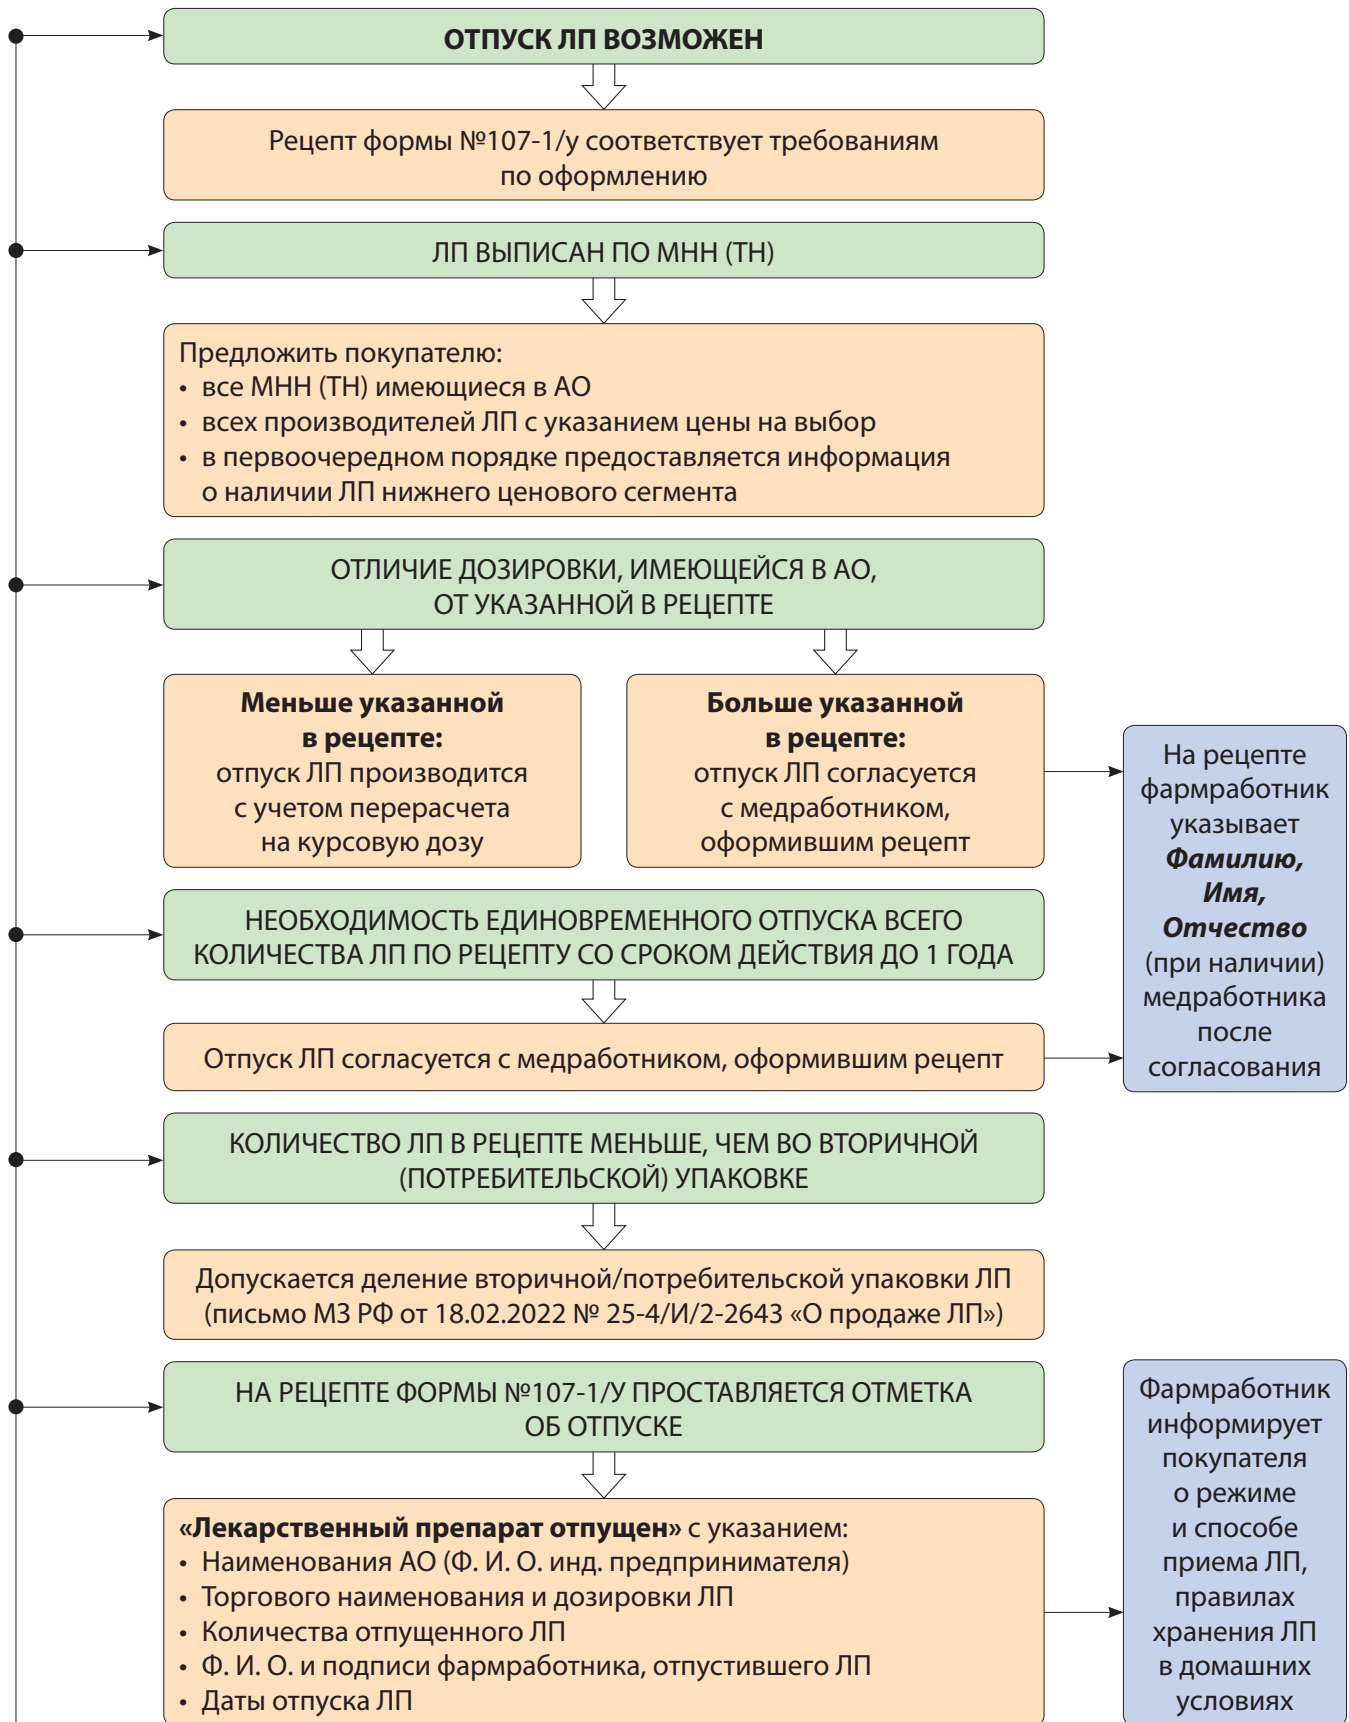 ОТПУСК ЛП ВОЗМОЖЕН
Рецепт формы №107-1/у соответствует требованиям
по оформлению
ЛП ВЫПИСАН ПО МНН (ТН)
Предложить покупателю:
• все МНН (ТН) имеющиеся в АО
• всех производителей ЛП с указанием цены на выбор
• в первоочередном порядке предоставляется информация
о наличии ЛП нижнего ценового сегмента
ОТЛИЧИЕ ДОЗИРОВКИ, ИМЕЮЩЕЙСЯ В АО,
ОТ УКАЗАННОЙ В РЕЦЕПТЕ
Меньше указанной
в рецепте:
отпуск ЛП производится
с учетом перерасчета
на курсовую дозу
Больше указанной
в рецепте:
отпуск ЛП согласуется
с медработником,
оформившим рецепт
На рецепте
фармработник
указывает
Фамилию,
Имя,
Отчество
(при наличии)
медработника
после
согласования
НЕОБХОДИМОСТЬ ЕДИНОВРЕМЕННОГО ОТПУСКА ВСЕГО
КОЛИЧЕСТВА ЛП ПО РЕЦЕПТУ СО СРОКОМ ДЕЙСТВИЯ ДО 1 ГОДА
Отпуск ЛП согласуется с медработником, оформившим рецепт
КОЛИЧЕСТВО ЛП В РЕЦЕПТЕ МЕНЬШЕ, ЧЕМ ВО ВТОРИЧНОЙ
(ПОТРЕБИТЕЛЬСКОЙ) УПАКОВКЕ
Допускается деление вторичной/потребительской упаковки ЛП
(письмо МЗ РФ от 18.02.2022 № 25-4/И/2-2643 «О продаже ЛП»)
НА РЕЦЕПТЕ ФОРМЫ №107-1/У ПРОСТАВЛЯЕТСЯ ОТМЕТКА
ОБ ОТПУСКЕ
«Лекарственный препарат отпущен» с указанием:
• Наименования АО (Ф. И. О. инд. предпринимателя)
• Торгового наименования и дозировки ЛП
• Количества отпущенного ЛП
• Ф. И. О. и подписи фармработника, отпустившего ЛП
• Даты отпуска ЛП
Фармработник
информирует
покупателя
о режиме
и способе
приема ЛП,
правилах
хранения ЛП
в домашних
условиях